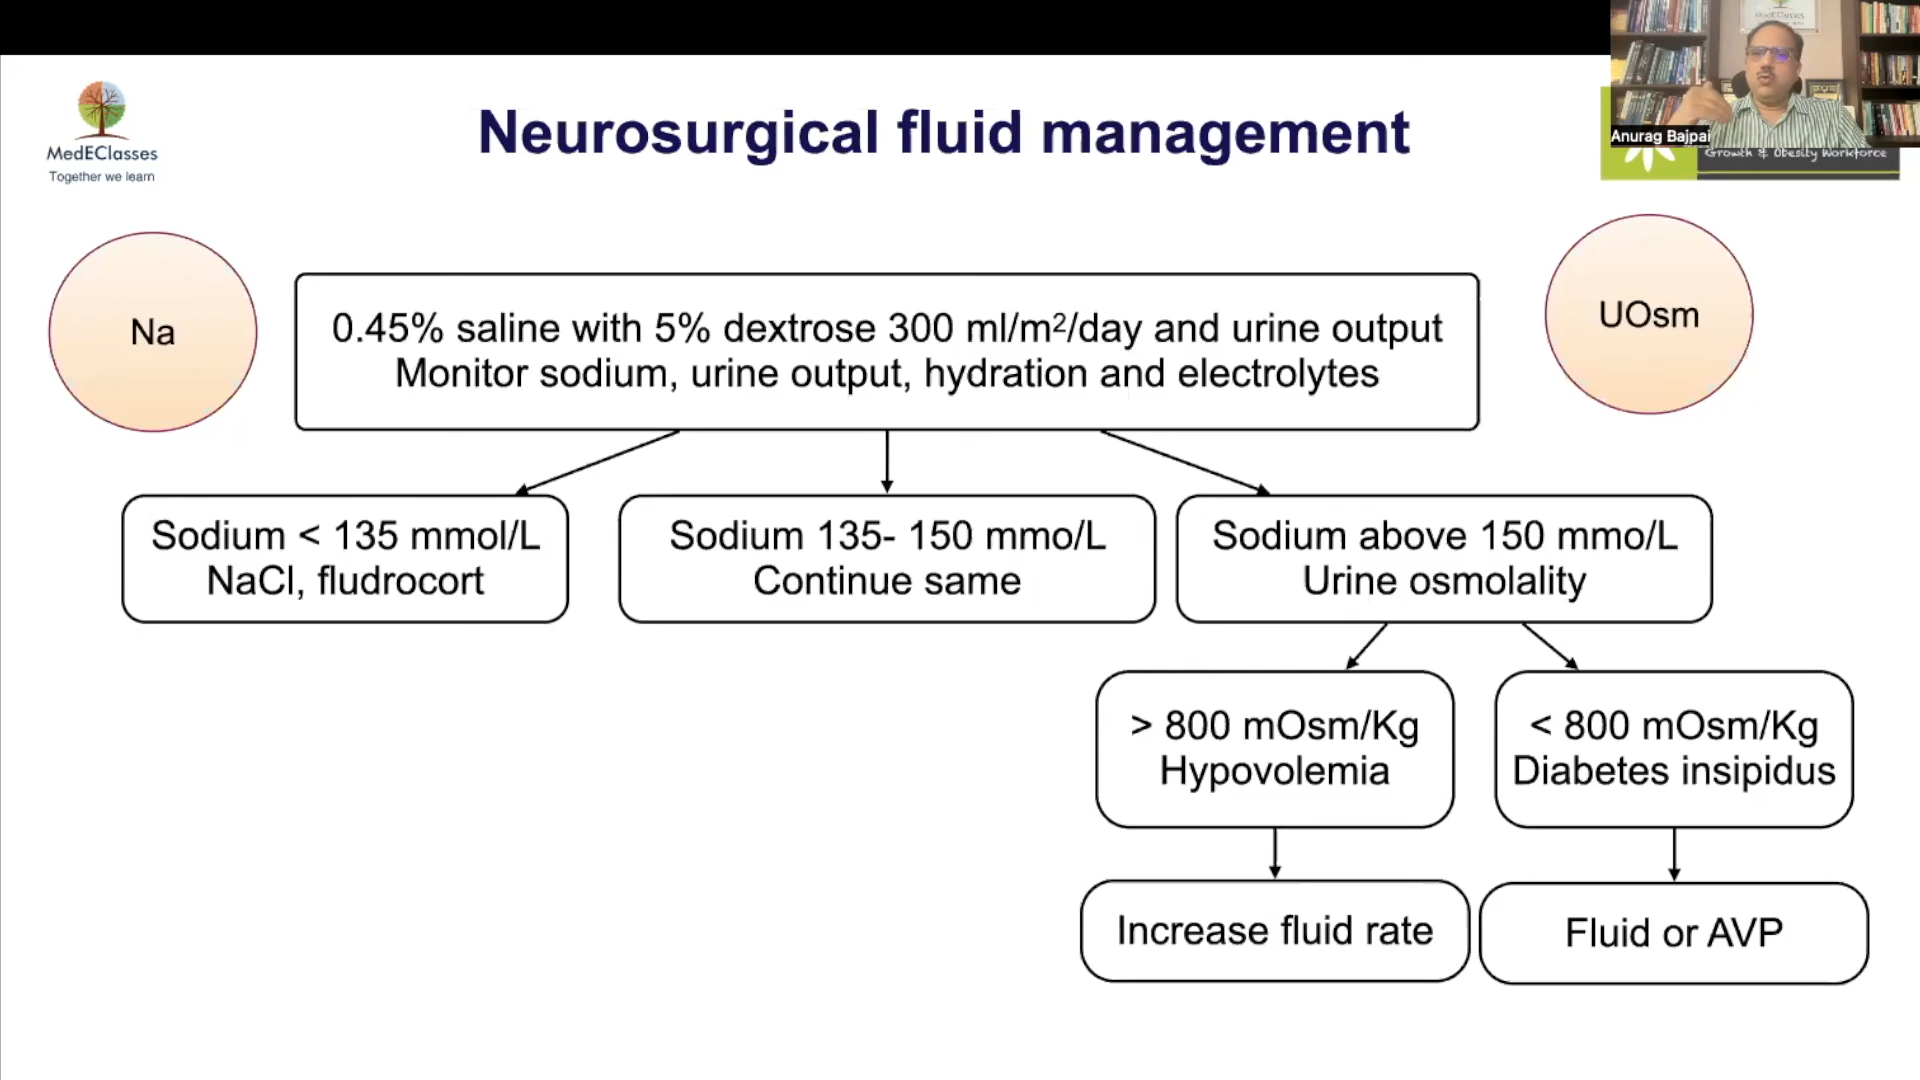 MedEClasses
Together we learn
Neurosurgical fluid management
MedEClasses
Anurag Bajpai
Growth & Obesity Workforce
Na
0.45% saline with 5% dextrose 300 ml/m²/day and urine output
Monitor sodium, urine output, hydration and electrolytes
UOsm
Sodium < 135 mmol/L
NaCl, fludrocort
Sodium 135- 150 mmo/L
Continue same
Sodium above 150 mmo/L
Urine osmolality
> 800 mOsm/Kg
Hypovolemia
< 800 mOsm/Kg
Diabetes insipidus
Increase fluid rate
Fluid or AVP